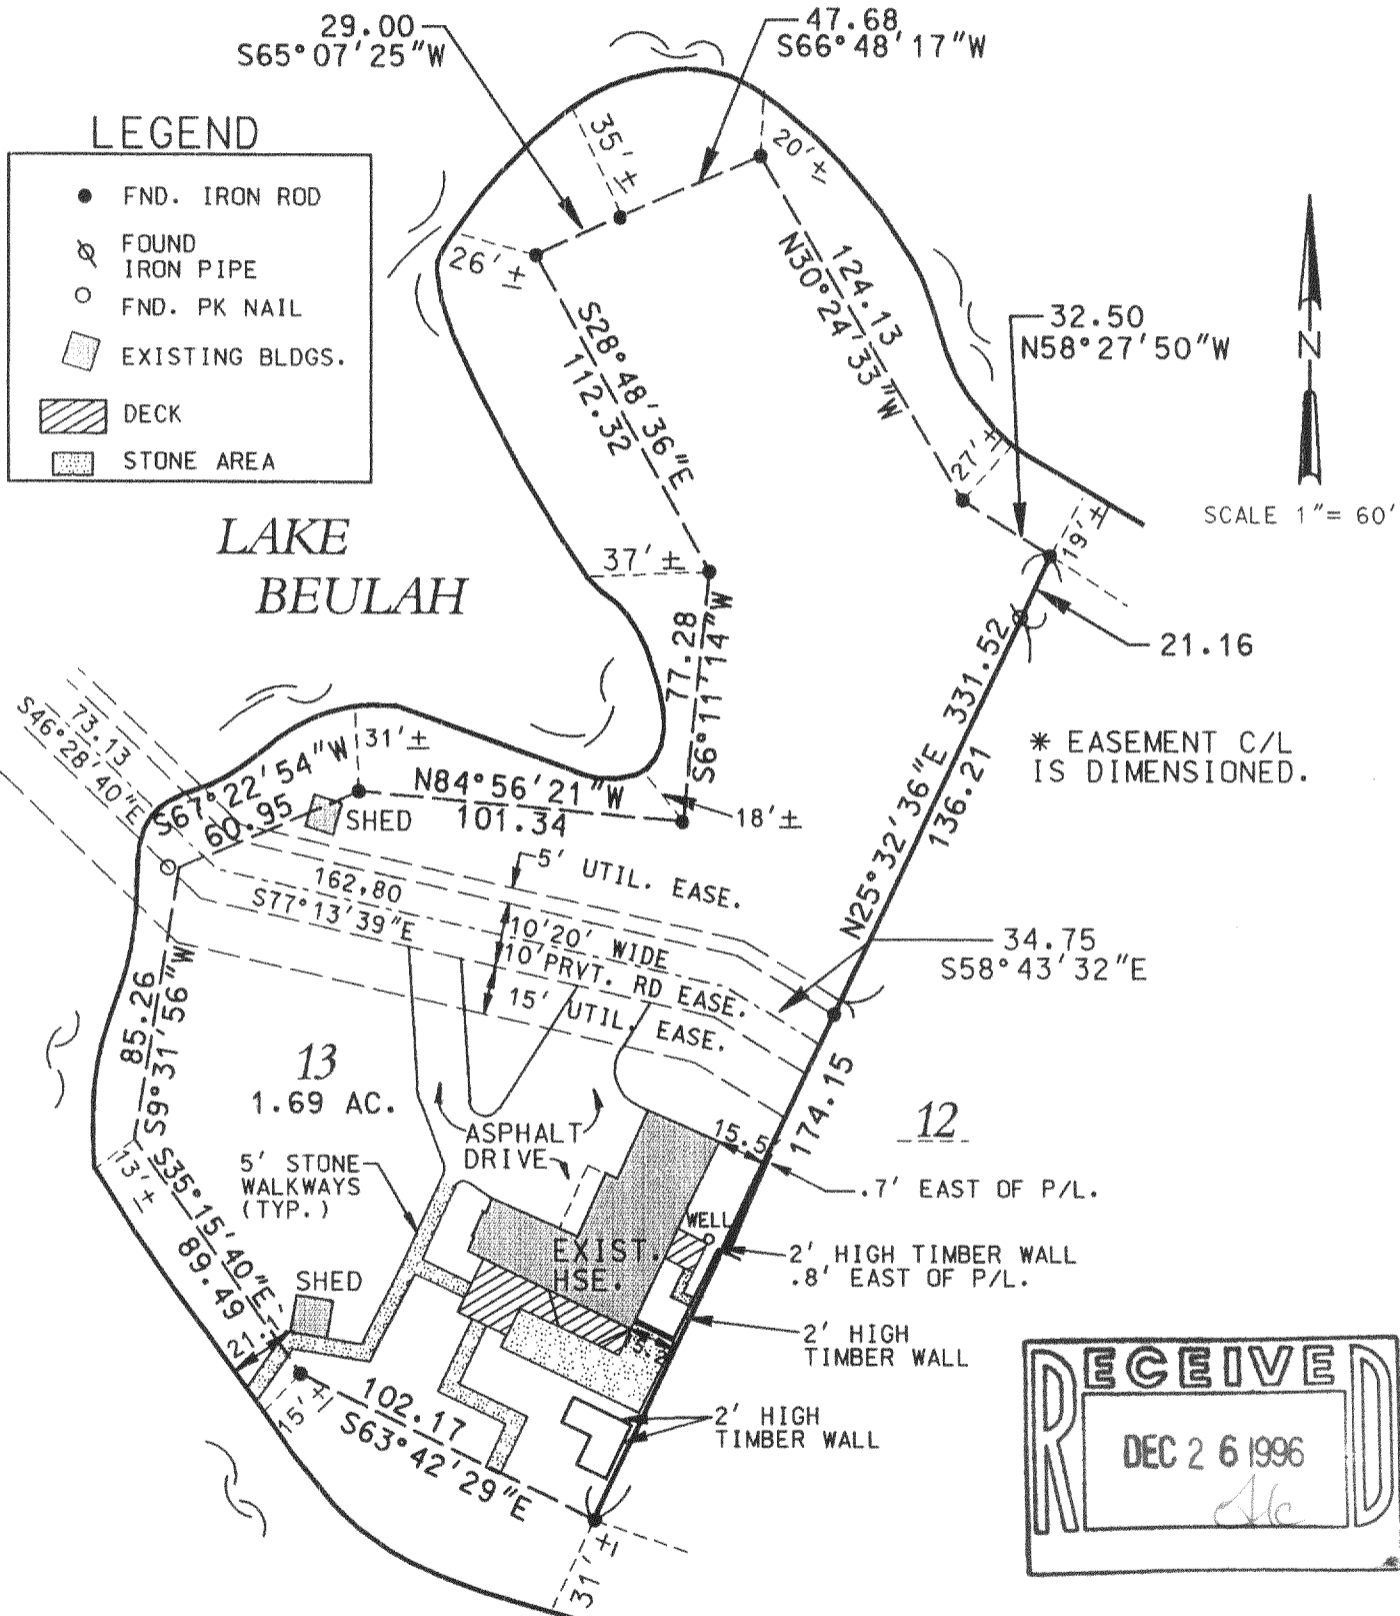 29.00
S65°07'25"W
47.68
S66°48'17"W
LEGEND
FND. IRON ROD
FOUND
IRON PIPE
FND. PK NAIL
EXISTING BLDGS.
DECK
STONE AREA
35'±
20'±
26'±
124.13
N30°24'33"W
32.50
N58°27'50"W
N
SCALE 1"= 60'
S28°48'36"E
112.32
27'±
19'±
LAKE
BEULAH
37'±
77.28
S6°11'14"W
21.16
N25°32'36"E 331.52
136.21
* EASEMENT C/L
IS DIMENSIONED.
73.13
S46°28'40"E
S67°22'54"W
60.95
31'±
N84°56'21"W
101.34
SHED
18'±
5' UTIL. EASE.
162.80
S77°13'39"E
10'20' WIDE
10'PRVT. RD EASE.
15' UTIL. EASE.
34.75
S58°43'32"E
85.26
S9°31'56"W
13
1.69 AC.
174.15
12
ASPHALT
DRIVE
15.5'
.7' EAST OF P/L.
13'±
S35°15'40"E
89.49
5' STONE
WALKWAYS
(TYP.)
WELL
EXIST.
HSE.
2' HIGH TIMBER WALL
.8' EAST OF P/L.
SHED
21.1
2' HIGH
TIMBER WALL
15'±
102.17
S63°42'29"E
2' HIGH
TIMBER WALL
31'±
RECEIVED
DEC 26 1996